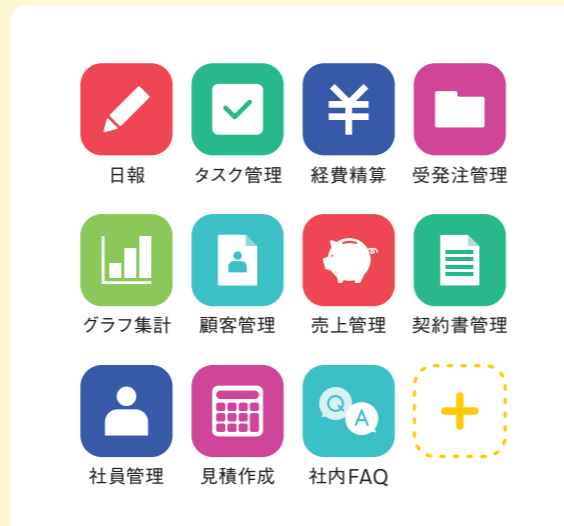 日報
タスク管理
経費精算
受発注管理
グラフ集計
顧客管理
売上管理
契約書管理
Q
A
社員管理
見積作成
社内FAQ